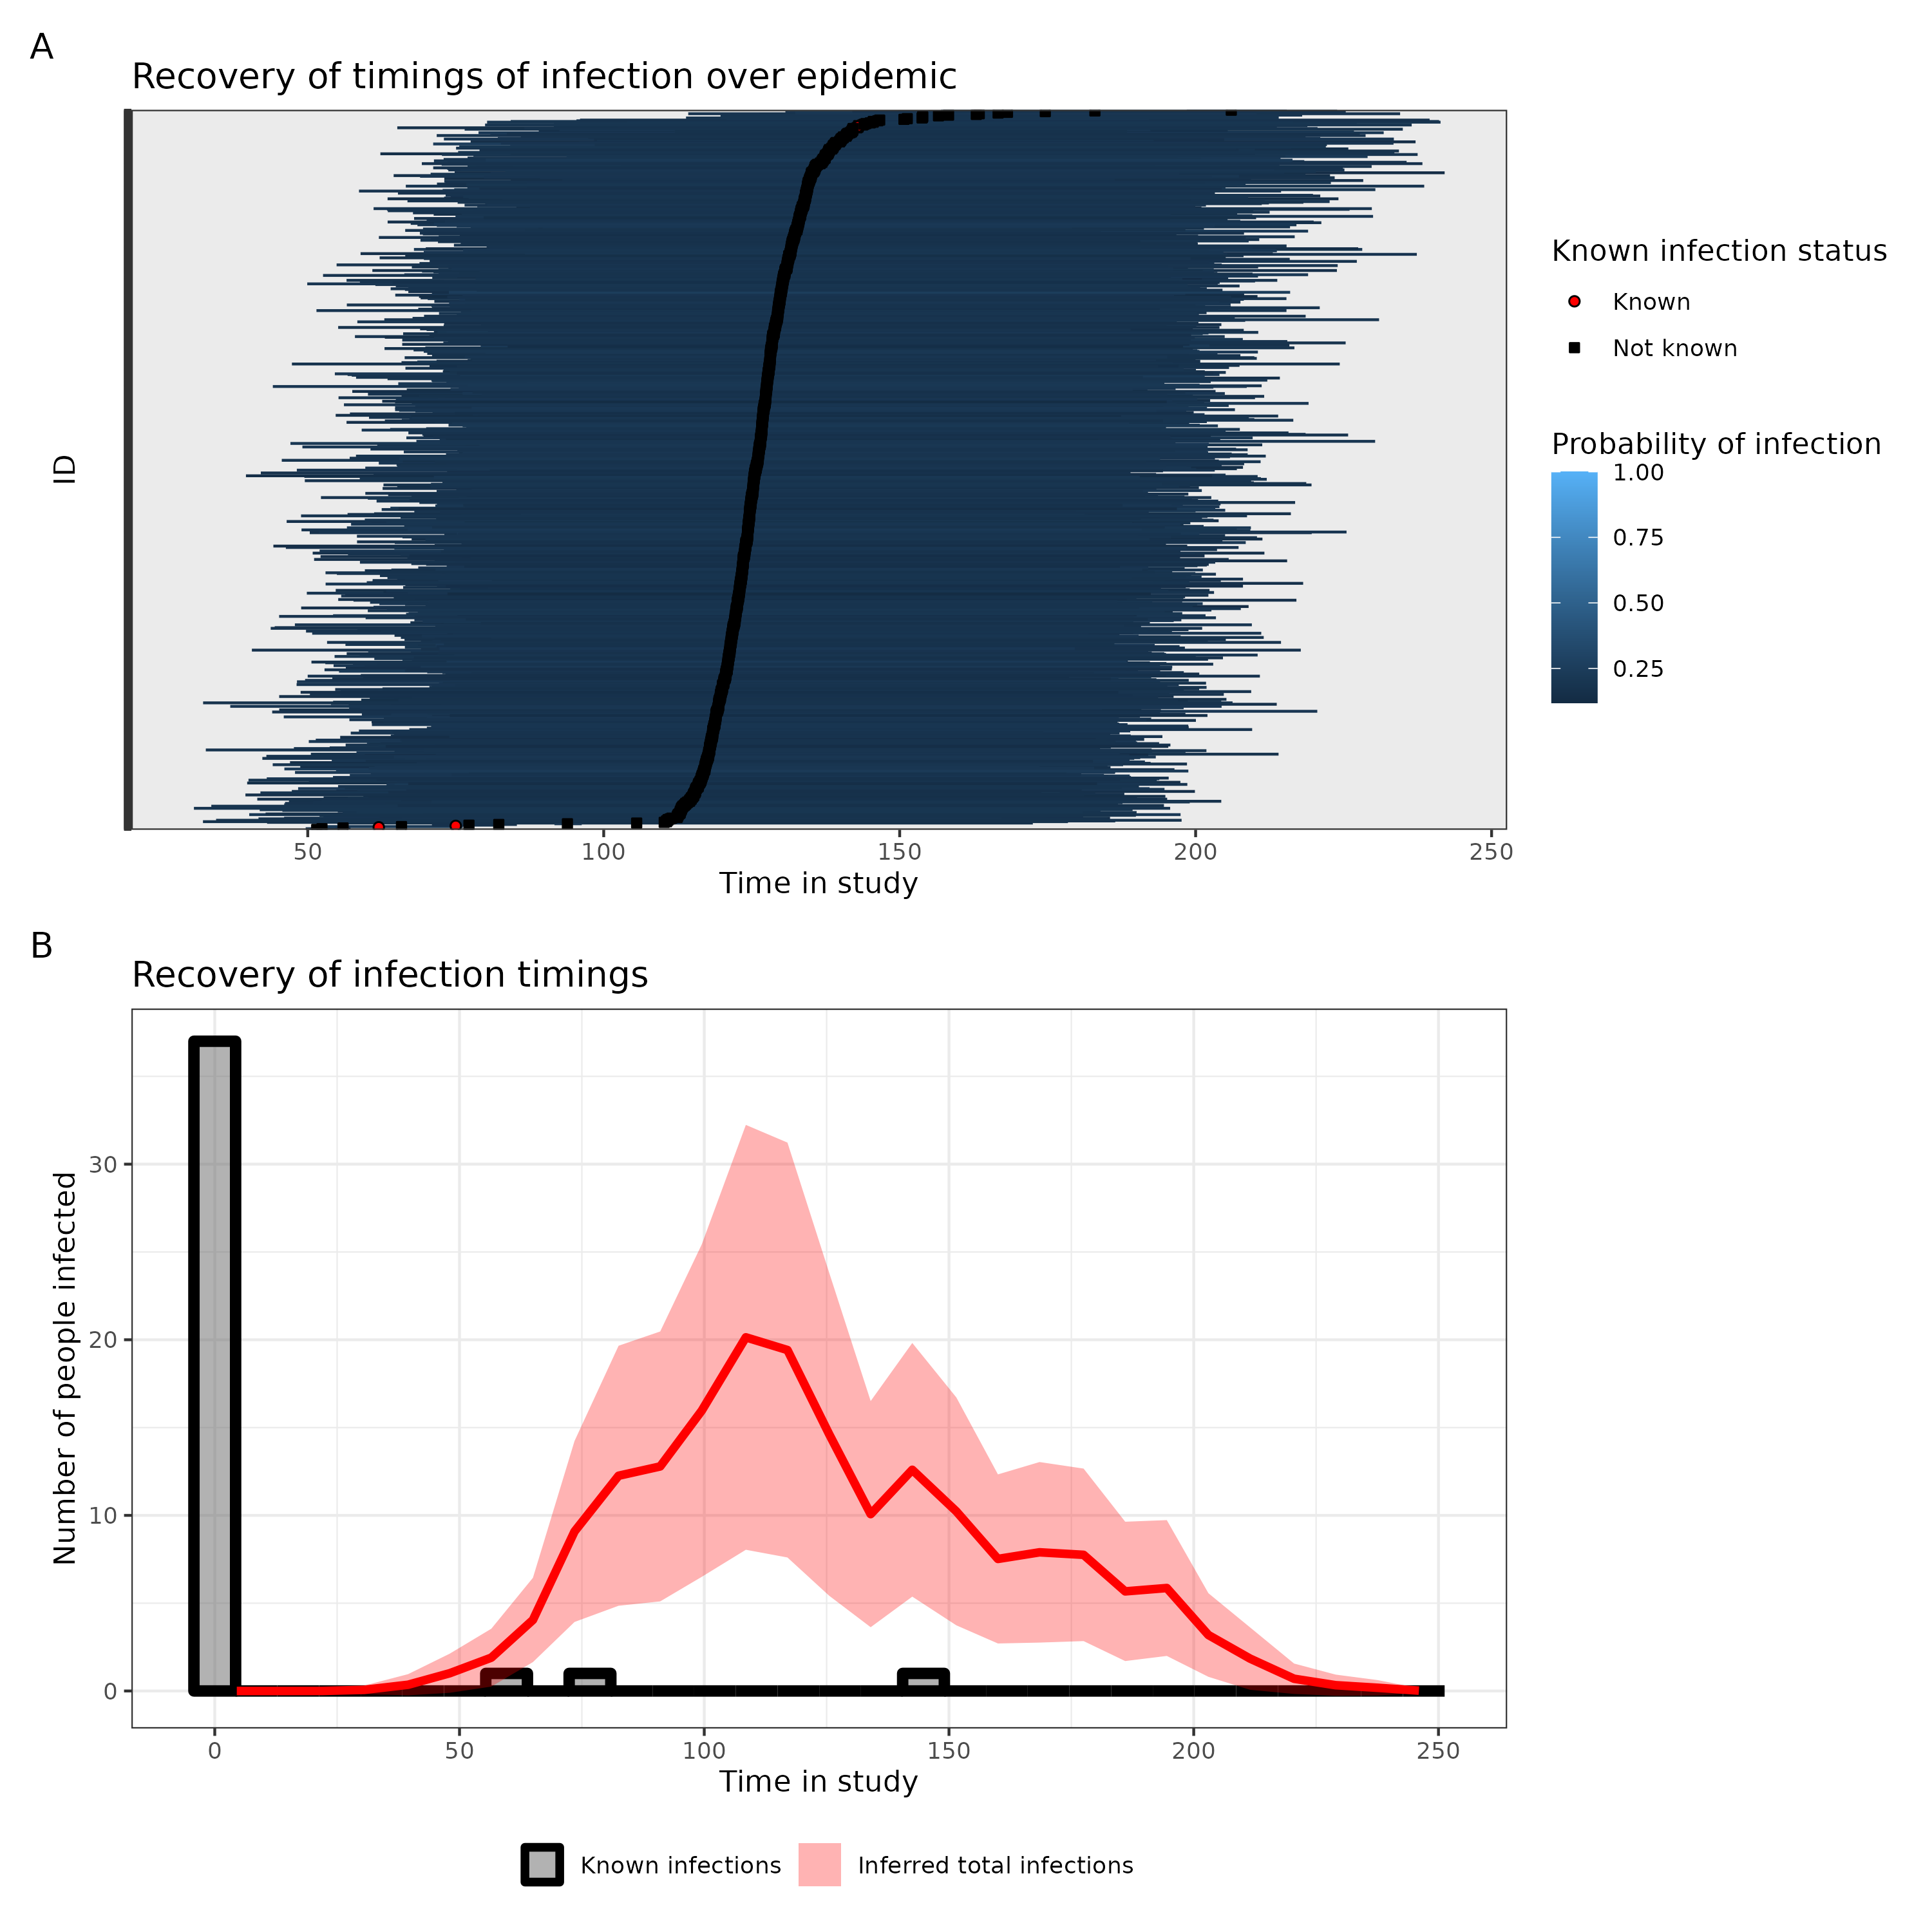 A
Recovery of timings of infection over epidemic
ID
50 100 150 200 250
Time in study
Known infection status
Known
Not known
Probability of infection
1.00
0.75
0.50
0.25
B
Recovery of infection timings
Number of people infected
30
20
10
0
0 50 100 150 200 250
Time in study
Known infections Inferred total infections